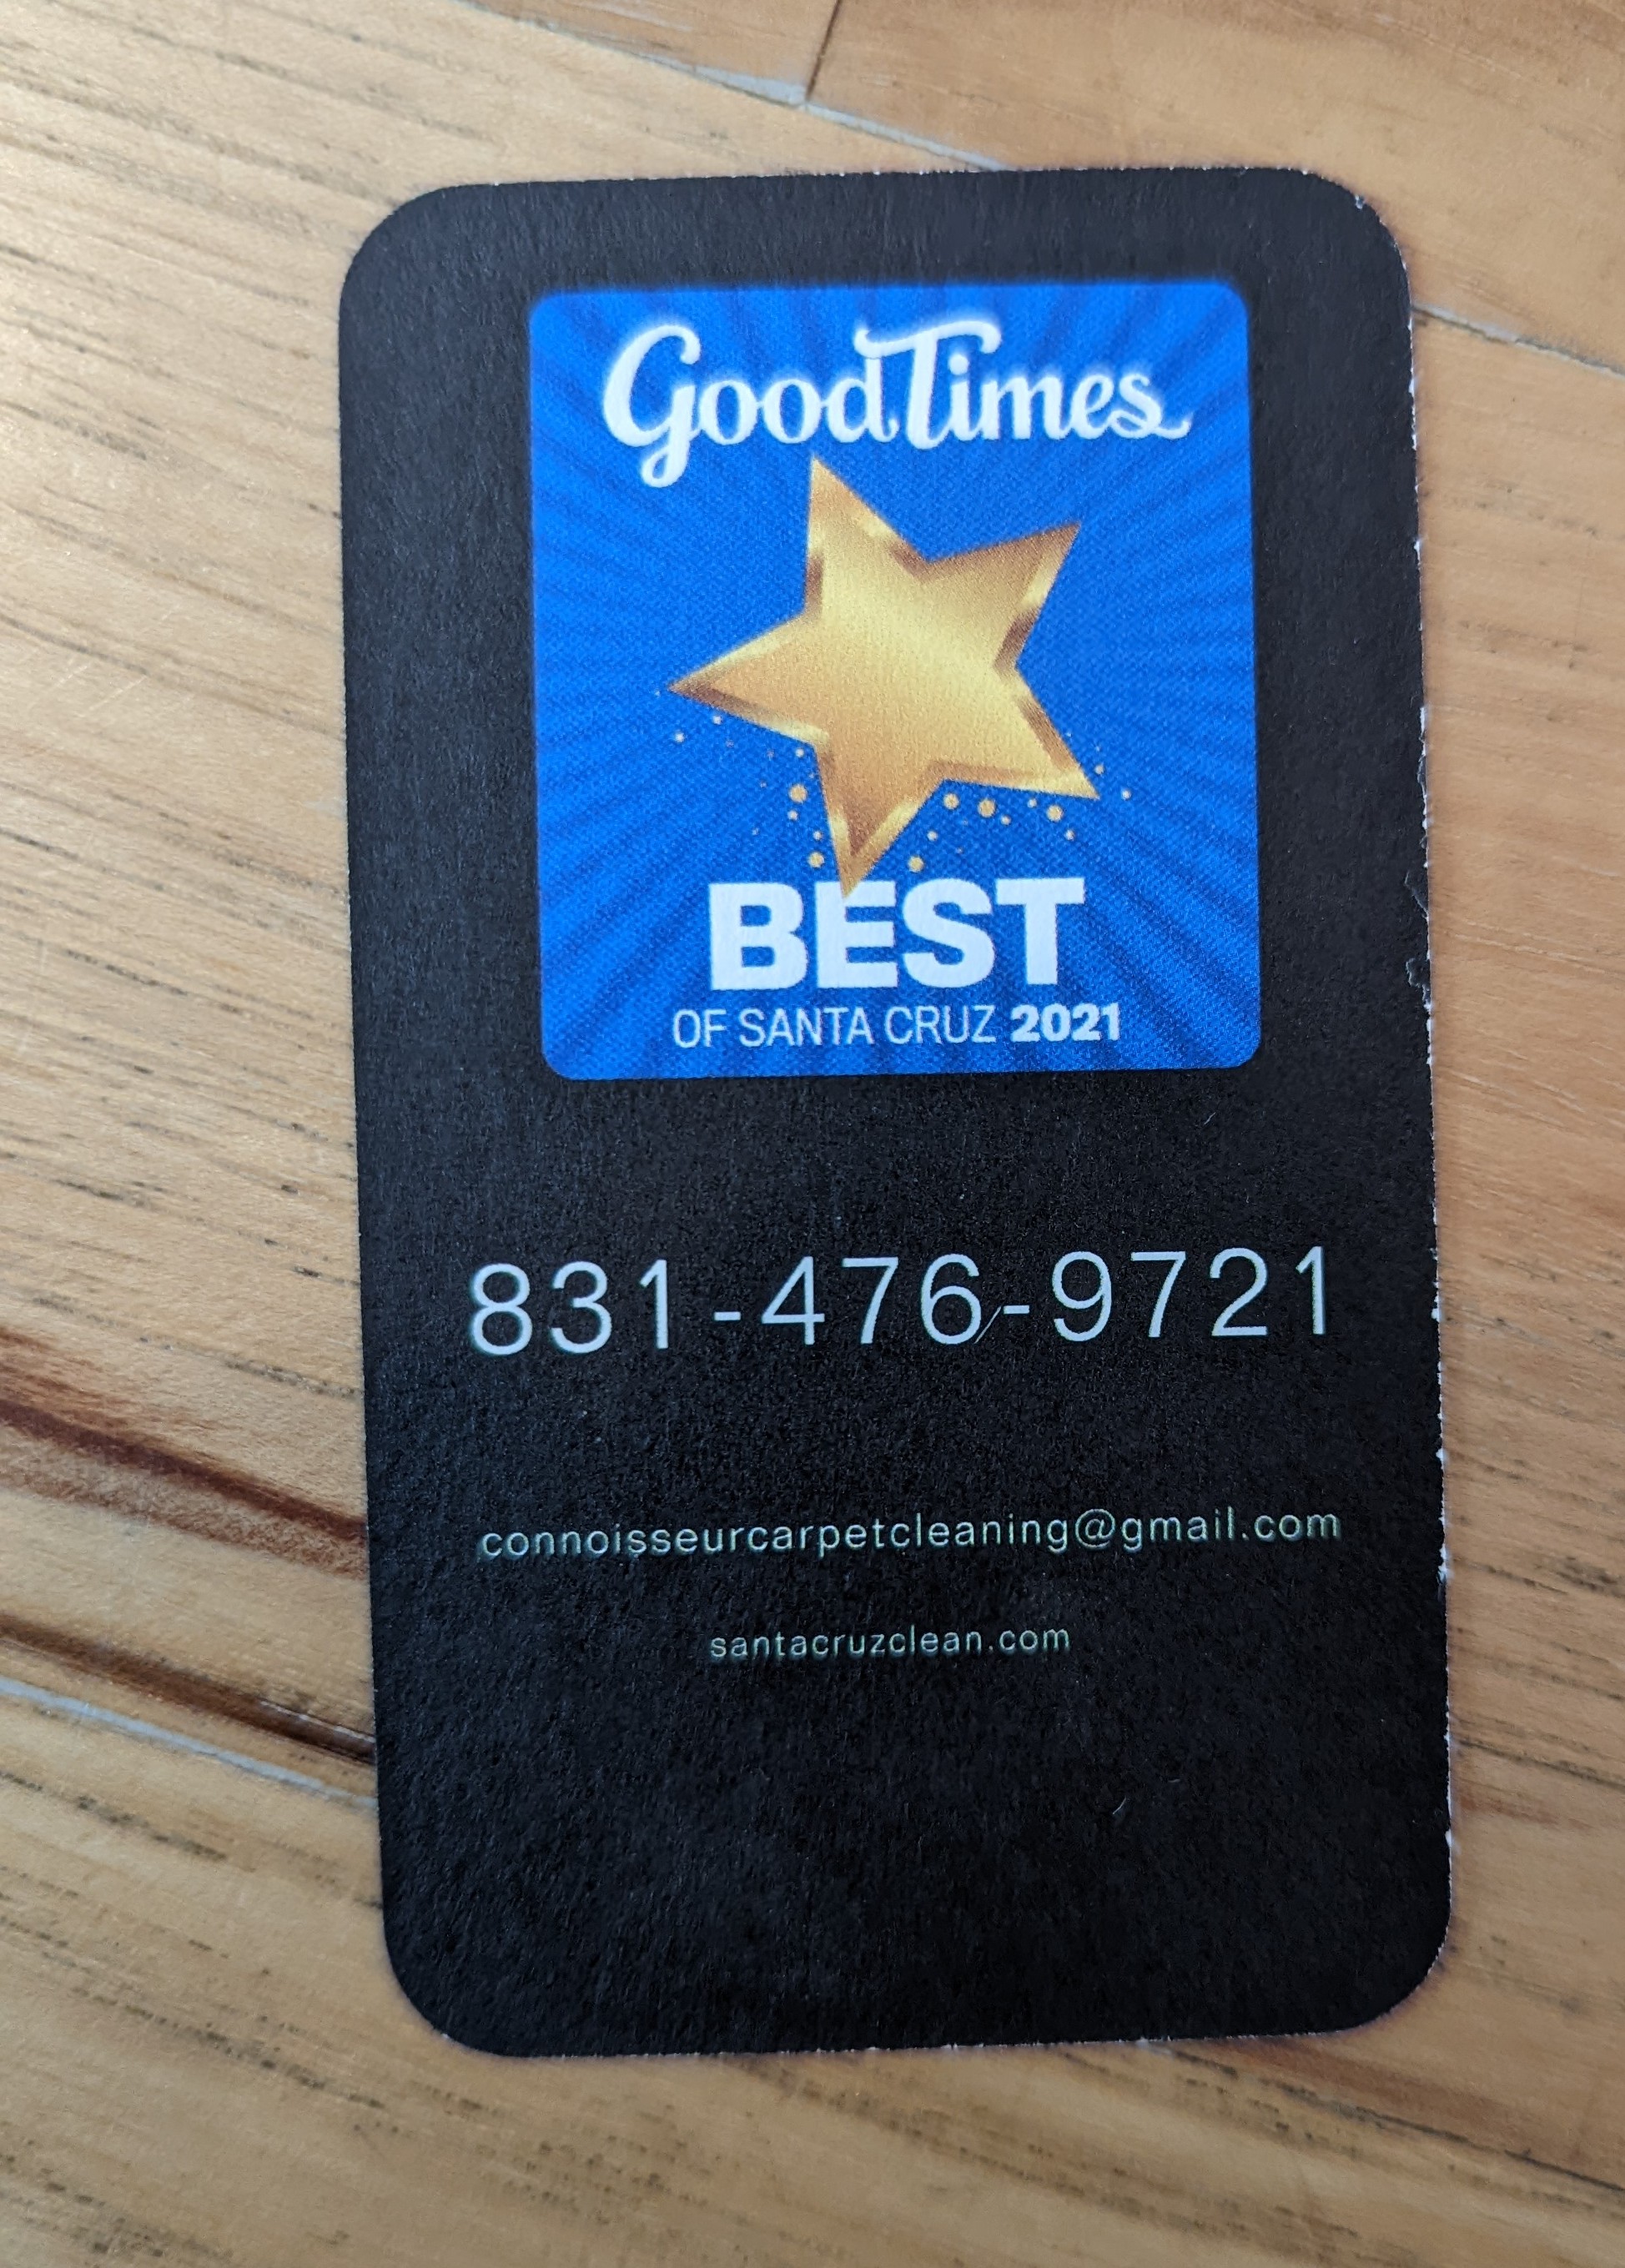 GoodTimes
BEST
OF SANTA CRUZ 2021
831-476-9721
connoisseurcarpetcleaning@gmail.com
santacruzclean.com